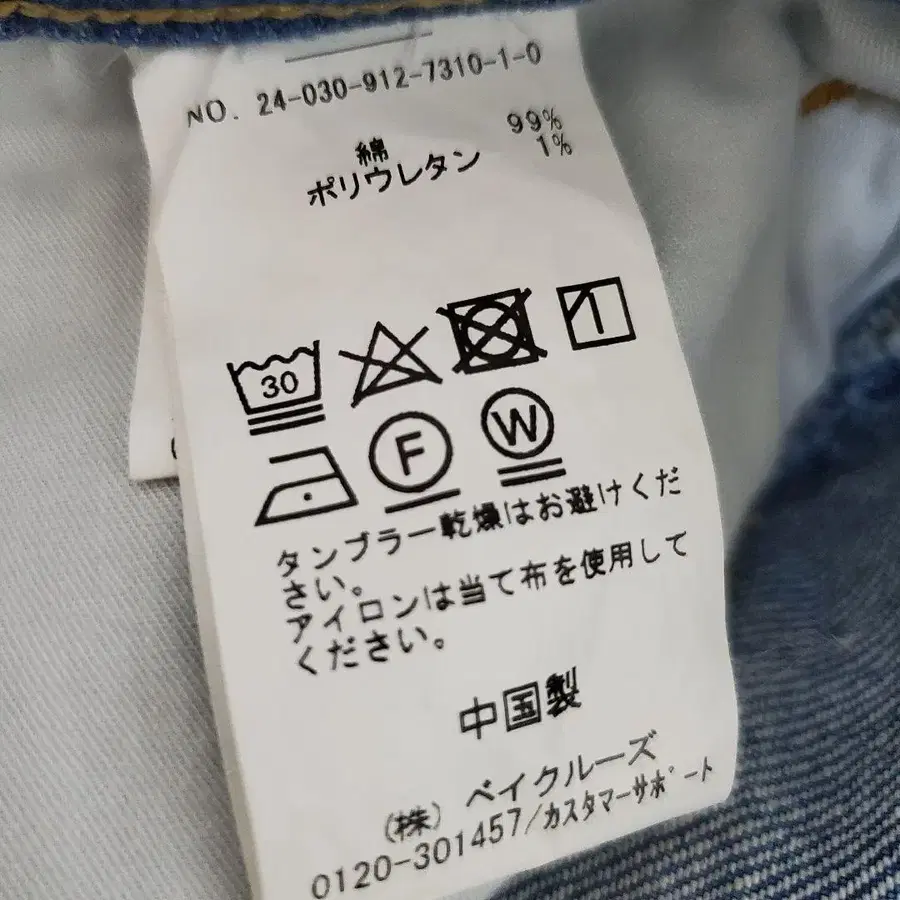 NO. 24-030-912-7310-1-0
綿 99%
ポリウレタン 1%
30
F
W
タンブラー乾燥はお避けくだ
さい。
アイロンは当て布を使用して
ください。
中国製
(株) ベイクルーズ
0120-301457/カスタマーサポート